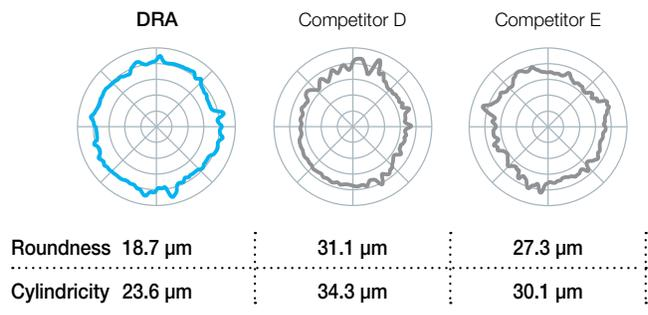 DRA Competitor D Competitor E
Roundness 18.7 µm 31.1 µm 27.3 µm
Cylindricity 23.6 µm 34.3 µm 30.1 µm